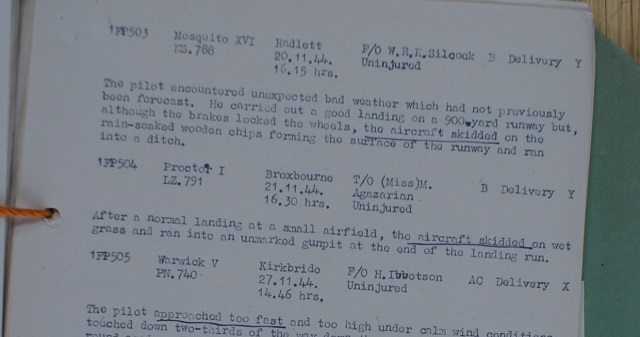 1FP503 Mosquito XVI Radlett F/O W.R.K.Silcock B Delivery Y
NS.788 20.11.44. Uninjured
16.15 hrs.
The pilot encountered unexpected bad weather which had not previously
been forecast. He carried out a good landing on a 900 yard runway but,
although the brakes locked the wheels, the aircraft skidded on the
rain-soaked wooden chips forming the surface of the runway and ran
into a ditch.
1FP504 Proctor I Broxbourne T/O (Miss)M. B Delivery Y
LZ.791 21.11.44. Agazarian
16.30 hrs. Uninjured
After a normal landing at a small airfield, the aircraft skidded on wet
grass and ran into an unmarked gunpit at the end of the landing run.
1FP505 Warwick V Kirkbride F/O H.Ibbotson AC Delivery X
PN.740 27.11.44. Uninjured
14.46 hrs.
The pilot approached too fast and too high under calm wind conditions
touched down two-thirds of the way down the